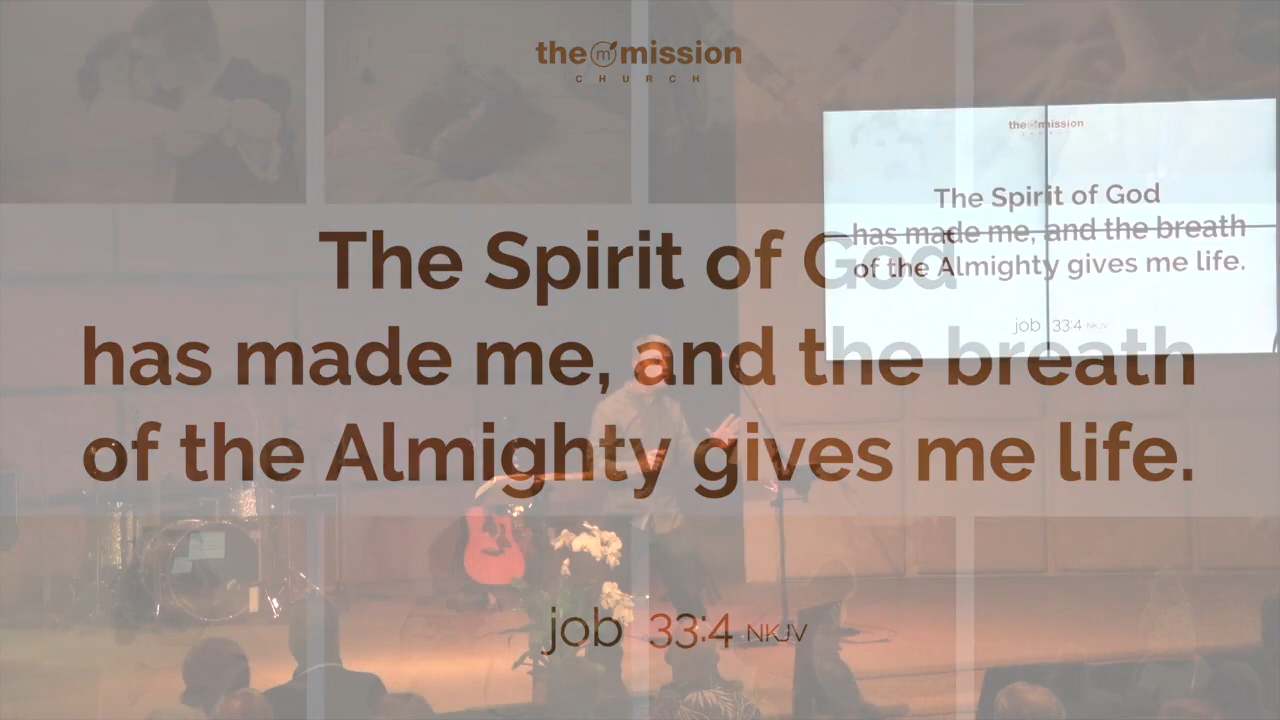 the mission
CHURCH
The Spirit of God
has made me, and the breath
of the Almighty gives me life.
job 33:4 NKJV
the mission
The Spirit of God
has made me, and the breath
of the Almighty gives me life.
job 33:4 NKJV